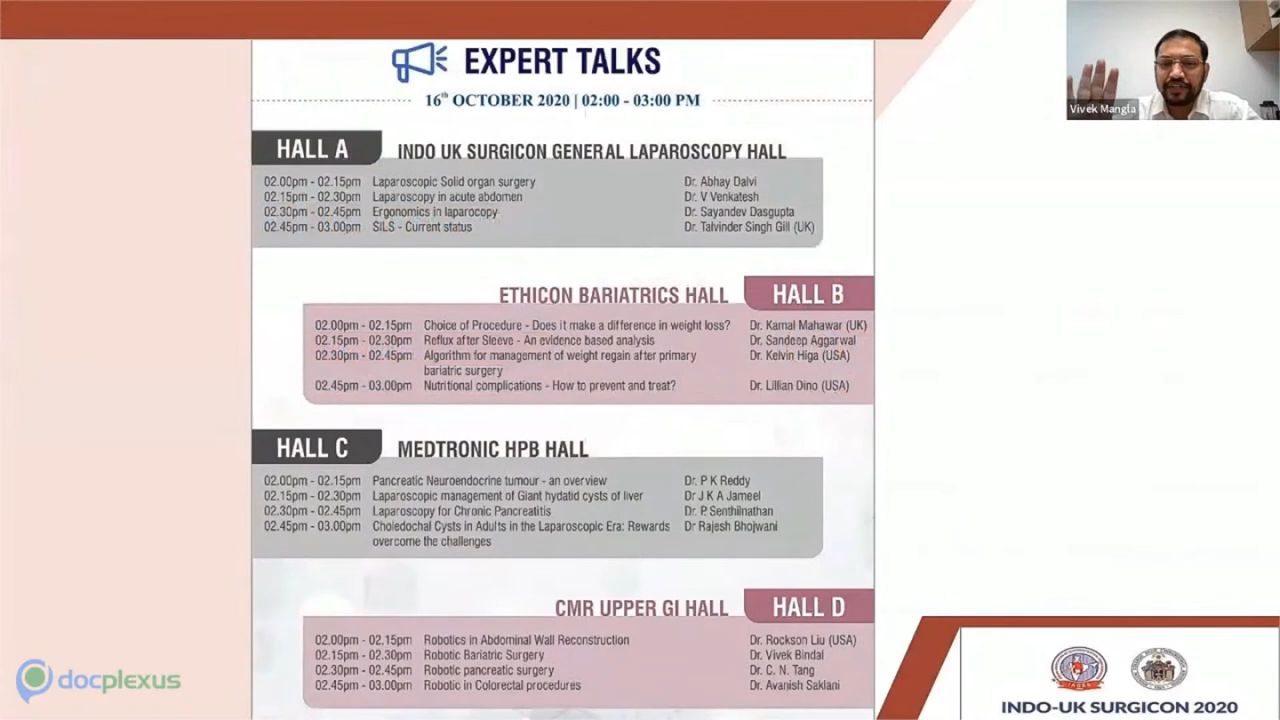 EXPERT TALKS
16th OCTOBER 2020 | 02:00 - 03:00 PM
HALL A
INDO UK SURGICON GENERAL LAPAROSCOPY HALL
02.00pm - 02.15pm Laparoscopic Solid organ surgery Dr. Abhay Dalvi
02.15pm - 02.30pm Laparoscopy in acute abdomen Dr. V Venkatesh
02.30pm - 02.45pm Ergonomics in laparocopy Dr. Sayandev Dasgupta
02.45pm - 03.00pm SILS - Current status Dr. Talvinder Singh Gill (UK)
ETHICON BARIATRICS HALL
HALL B
02.00pm - 02.15pm Choice of Procedure - Does it make a difference in weight loss? Dr. Kamal Mahawar (UK)
02.15pm - 02.30pm Reflux after Sleeve - An evidence based analysis Dr. Sandeep Aggarwal
02.30pm - 02.45pm Algorithm for management of weight regain after primary Dr. Kelvin Higa (USA)
bariatric surgery
02.45pm - 03.00pm Nutritional complications - How to prevent and treat? Dr. Lillian Dino (USA)
HALL C
MEDTRONIC HPB HALL
02.00pm - 02.15pm Pancreatic Neuroendocrine tumour - an overview Dr. P K Reddy
02.15pm - 02.30pm Laparoscopic management of Giant hydatid cysts of liver Dr J K A Jameel
02.30pm - 02.45pm Laparoscopy for Chronic Pancreatitis Dr. P. Senthilnathan
02.45pm - 03.00pm Choledochal Cysts in Adults in the Laparoscopic Era: Rewards Dr Rajesh Bhojwani
overcome the challenges
CMR UPPER GI HALL
HALL D
02.00pm - 02.15pm Robotics in Abdominal Wall Reconstruction Dr. Rockson Liu (USA)
02.15pm - 02.30pm Robotic Bariatric Surgery Dr. Vivek Bindal
02.30pm - 02.45pm Robotic pancreatic surgery Dr. C. N. Tang
02.45pm - 03.00pm Robotic in Colorectal procedures Dr. Avanish Saklani
Vivek Mangla
docplexus
INDO-UK SURGICON 2020